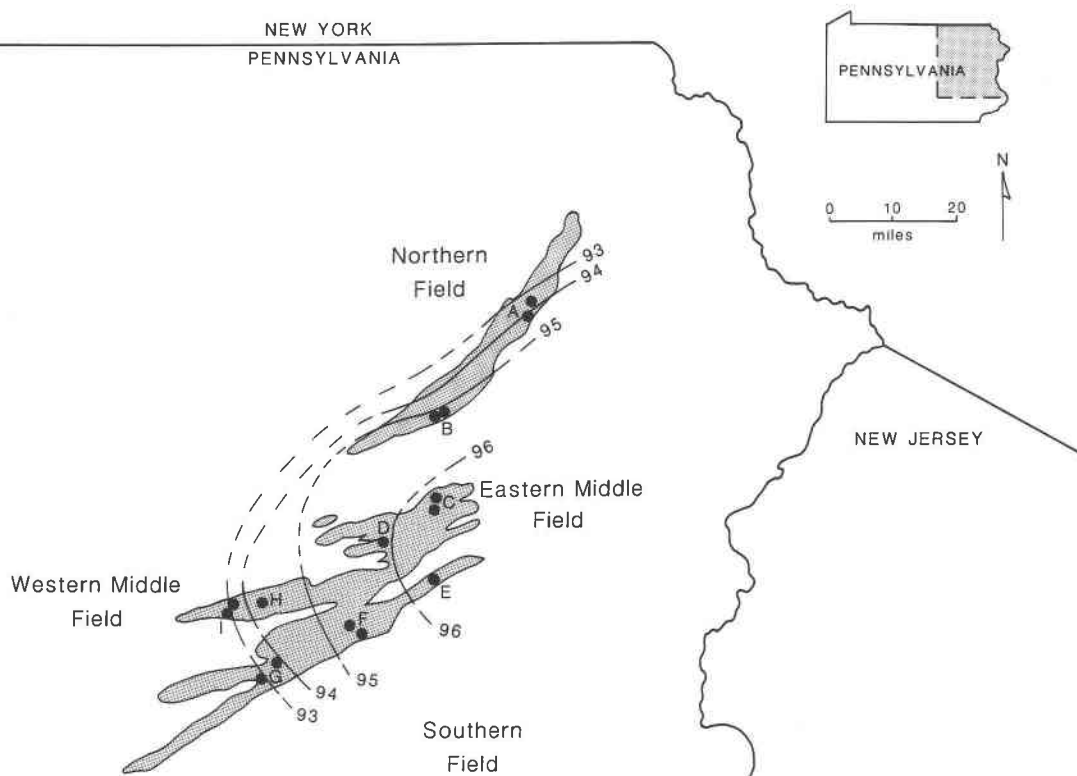 NEW YORK
PENNSYLVANIA
PENNSYLVANIA
N
0 10 20
miles
Northern
Field
93
94
95
A
B
NEW JERSEY
96
Eastern Middle
Field
C
D
Western Middle
Field
E
H
I
F
96
G
95
94
93
Southern
Field